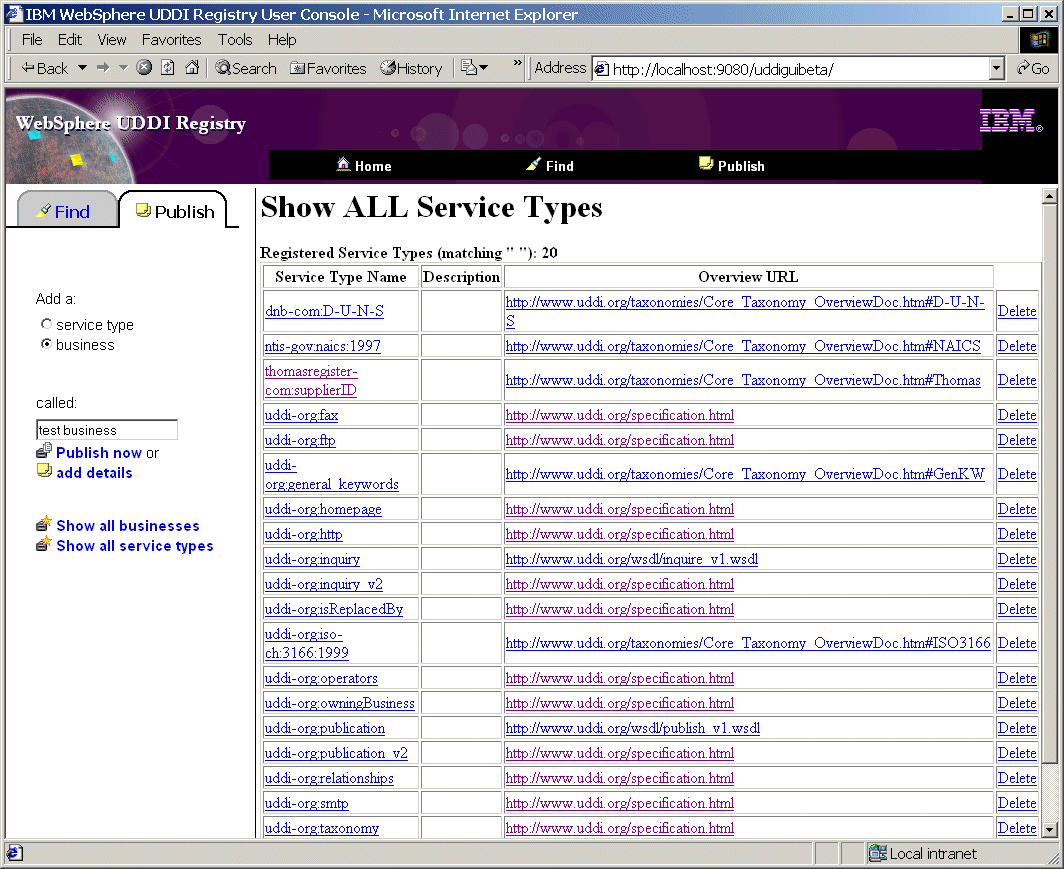 IBM WebSphere UDDI Registry User Console - Microsoft Internet Explorer
File Edit View Favorites Tools Help
Back Search Favorites History » Address http://localhost:9080/uddiguibeta/ Go
WebSphere UDDI Registry
IBM®
Home Find Publish
Find Publish
Add a:
service type
business
called:
test business
Publish now or
add details
Show all businesses
Show all service types
Show ALL Service Types
Registered Service Types (matching " "): 20
Service Type Name Description Overview URL
dnb-com:D-U-N-S http://www.uddi.org/taxonomies/Core_Taxonomy_OverviewDoc.htm#D-U-N-
S Delete
ntis-gov:naics:1997 http://www.uddi.org/taxonomies/Core_Taxonomy_OverviewDoc.htm#NAICS Delete
thomasregister-
com:supplierID http://www.uddi.org/taxonomies/Core_Taxonomy_OverviewDoc.htm#Thomas Delete
uddi-org:fax http://www.uddi.org/specification.html Delete
uddi-org:ftp http://www.uddi.org/specification.html Delete
uddi-
org:general_keywords http://www.uddi.org/taxonomies/Core_Taxonomy_OverviewDoc.htm#GenKW Delete
uddi-org:homepage http://www.uddi.org/specification.html Delete
uddi-org:http http://www.uddi.org/specification.html Delete
uddi-org:inquiry http://www.uddi.org/wsdl/inquire_v1.wsdl Delete
uddi-org:inquiry_v2 http://www.uddi.org/specification.html Delete
uddi-org:isReplacedBy http://www.uddi.org/specification.html Delete
uddi-org:iso-
ch:3166:1999 http://www.uddi.org/taxonomies/Core_Taxonomy_OverviewDoc.htm#ISO3166 Delete
uddi-org:operators http://www.uddi.org/specification.html Delete
uddi-org:owningBusiness http://www.uddi.org/specification.html Delete
uddi-org:publication http://www.uddi.org/wsdl/publish_v1.wsdl Delete
uddi-org:publication_v2 http://www.uddi.org/specification.html Delete
uddi-org:relationships http://www.uddi.org/specification.html Delete
uddi-org:smtp http://www.uddi.org/specification.html Delete
uddi-org:taxonomy http://www.uddi.org/specification.html Delete
Local intranet